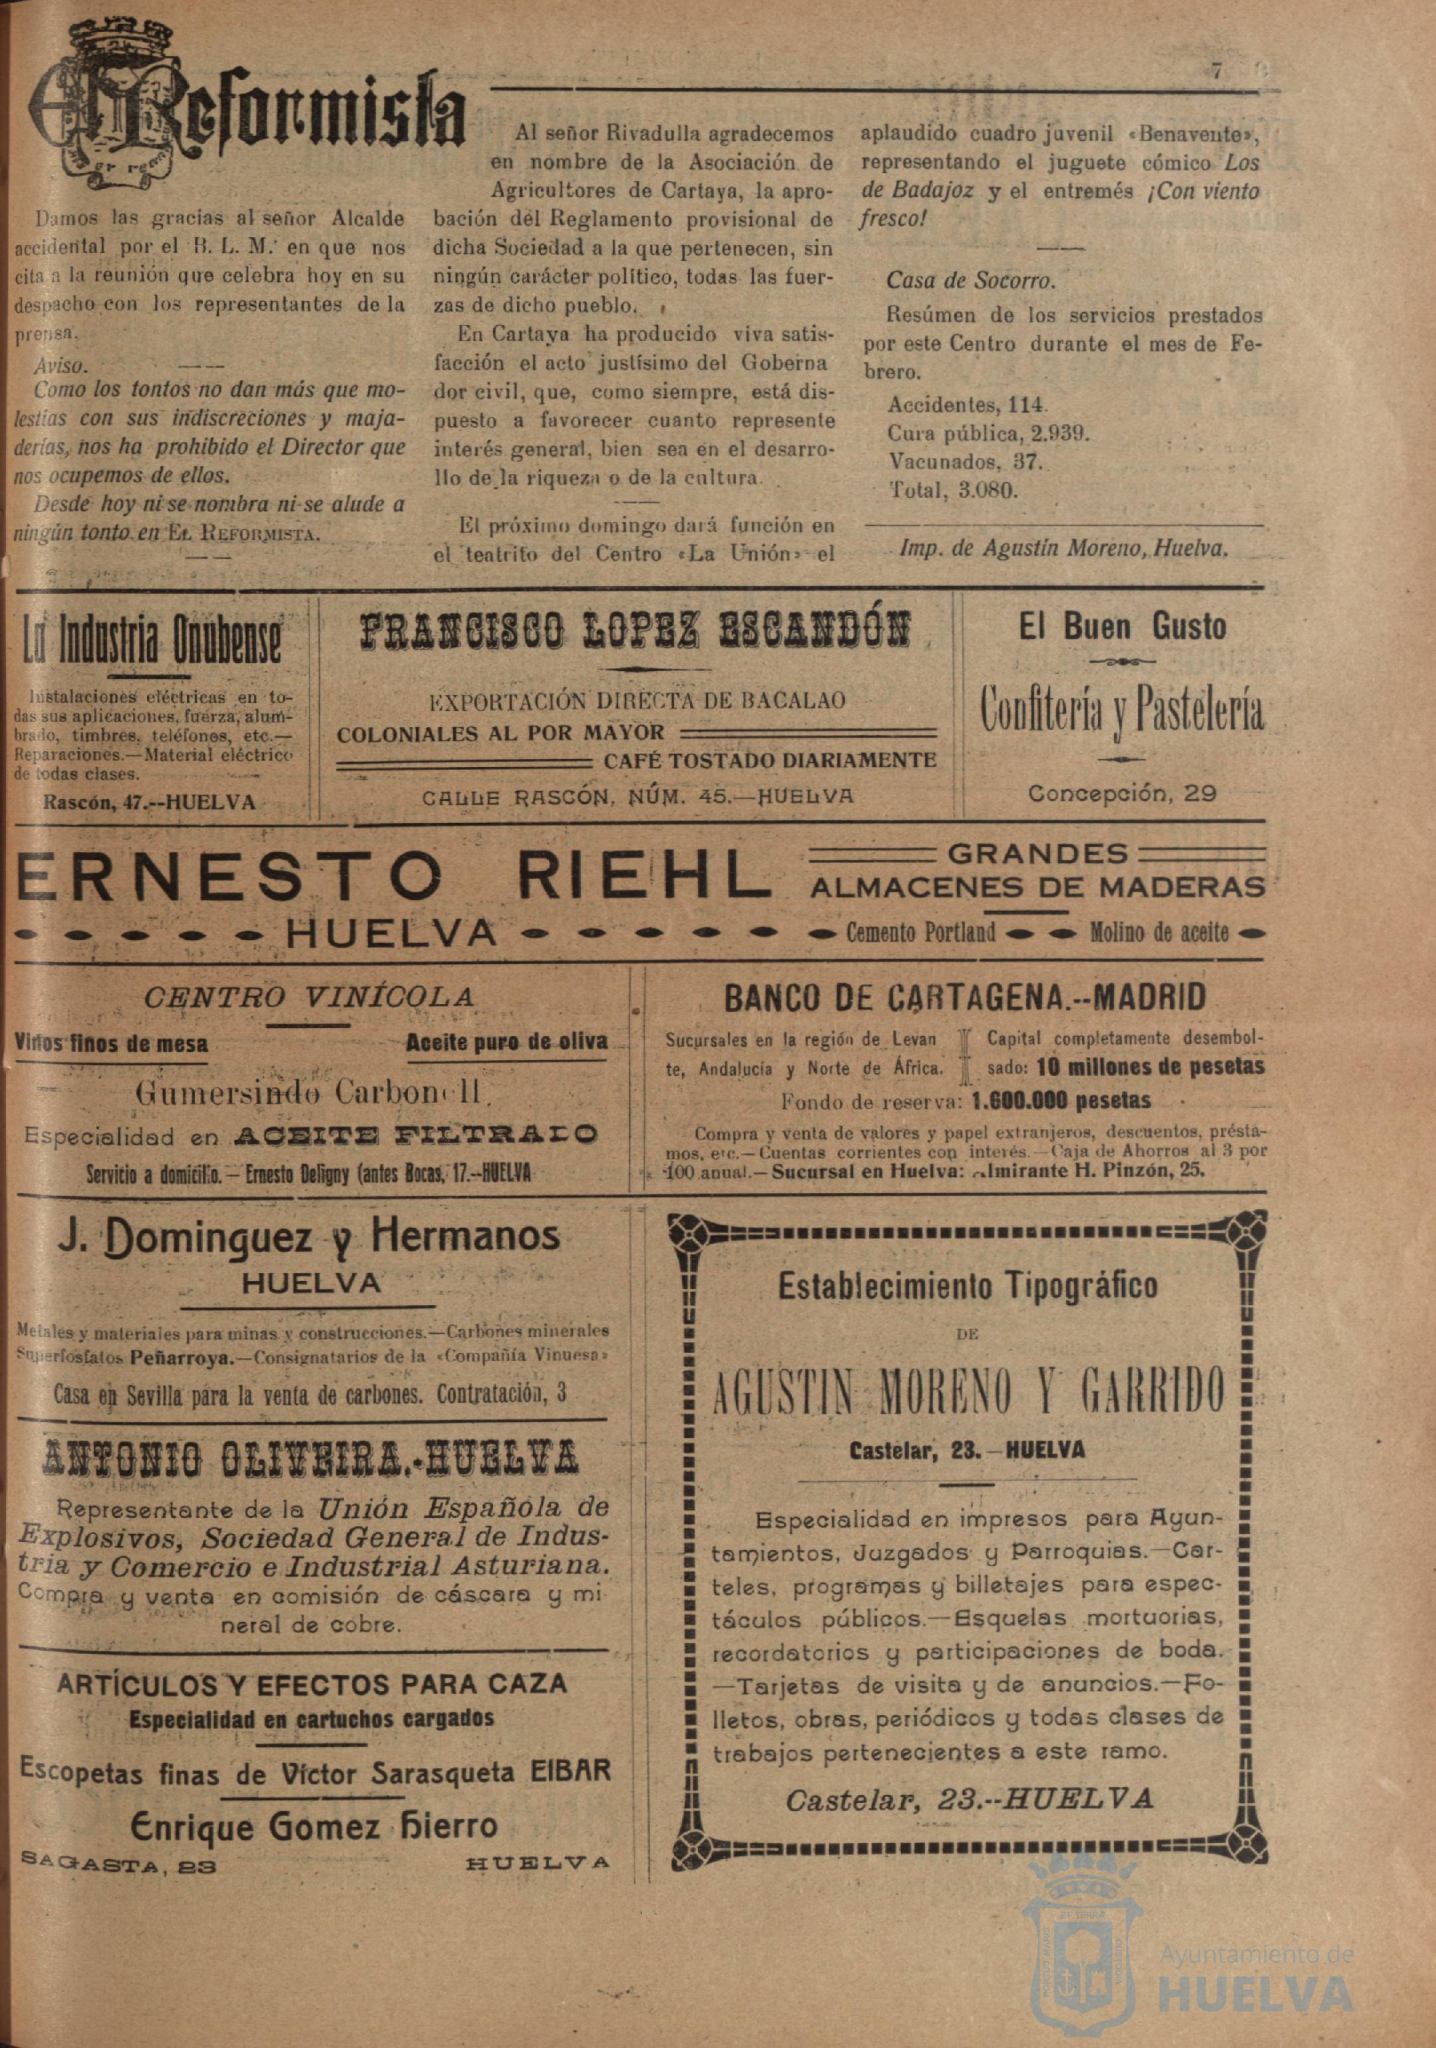 7
El Reformista
Damos las gracias al señor Alcalde
accidental por el B. L. M. en que nos
cita a la reunión que celebra hoy en su
despacho con los representantes de la
prensa.
Aviso.
Como los tontos no dan más que mo-
lestias con sus indiscreciones y maja-
derías, nos ha prohibido el Director que
nos ocupemos de ellos.
Desde hoy ni se nombra ni se alude a
ningún tonto en EL REFORMISTA.
Al señor Rivadulla agradecemos
en nombre de la Asociación de
Agricultores de Cartaya, la apro-
bación del Reglamento provisional de
dicha Sociedad a la que pertenecen, sin
ningún carácter político, todas las fuer-
zas de dicho pueblo.
En Cartaya ha producido viva satis-
facción el acto justísimo del Goberna
dor civil, que, como siempre, está dis-
puesto a favorecer cuanto represente
interés general, bien sea en el desarro-
llo de la riqueza o de la cultura.
El próximo domingo dará función en
el teatrito del Centro «La Unión» el
aplaudido cuadro juvenil «Benavente»,
representando el juguete cómico Los
de Badajoz y el entremés ¡Con viento
fresco!
Casa de Socorro.
Resúmen de los servicios prestados
por este Centro durante el mes de Fe-
brero.
Accidentes, 114.
Cura pública, 2.939.
Vacunados, 37.
Total, 3.080.
Imp. de Agustín Moreno, Huelva.
La Industria Onubense
Instalaciones eléctricas en to-
das sus aplicaciones, fuerza, alum-
brado, timbres, teléfonos, etc.—
Reparaciones.—Material eléctrico
de todas clases.
Rascón, 47.--HUELVA
FRANCISCO LOPEZ ESCANDÓN
EXPORTACIÓN DIRECTA DE BACALAO
COLONIALES AL POR MAYOR
CAFÉ TOSTADO DIARIAMENTE
CALLE RASCÓN, NÚM. 45.—HUELVA
El Buen Gusto
Confitería y Pastelería
Concepción, 29
ERNESTO RIEHL
HUELVA
GRANDES
ALMACENES DE MADERAS
Cemento Portland
Molino de aceite
CENTRO VINÍCOLA
Vinos finos de mesa
Aceite puro de oliva
Gumersindo Carbonell.
Especialidad en ACEITE FILTRADO
Servicio a domicilio.—Ernesto Deligny (antes Bocas, 17.--HUELVA
BANCO DE CARTAGENA.--MADRID
Sucursales en la región de Levan
te, Andalucía y Norte de África.
Capital completamente desembol-
sado: 10 millones de pesetas
Fondo de reserva: 1.600.000 pesetas
Compra y venta de valores y papel extranjeros, descuentos, présta-
mos, etc.—Cuentas corrientes con interés.—Caja de Ahorros al 3 por
100 anual.—Sucursal en Huelva: Almirante H. Pinzón, 25.
J. Dominguez y Hermanos
HUELVA
Metales y materiales para minas y construcciones.—Carbones minerales
Superfosfatos Peñarroya.—Consignatarios de la «Compañía Vinuesa»
Casa en Sevilla para la venta de carbones. Contratación, 3
ANTONIO OLIVEIRA.-HUELVA
Representante de la Unión Española de
Explosivos, Sociedad General de Indus-
tria y Comercio e Industrial Asturiana.
Compra y venta en comisión de cáscara y mi
neral de cobre.
ARTÍCULOS Y EFECTOS PARA CAZA
Especialidad en cartuchos cargados
Escopetas finas de Víctor Sarasqueta EIBAR
Enrique Gomez Hierro
SAGASTA, 23 HUELVA
Establecimiento Tipográfico
DE
AGUSTIN MORENO Y GARRIDO
Castelar, 23.—HUELVA
Especialidad en impresos para Ayun-
tamientos, Juzgados y Parroquias.—Car-
teles, programas y billetajes para espec-
táculos públicos.—Esquelas mortuorias,
recordatorios y participaciones de boda.
—Tarjetas de visita y de anuncios.—Fo-
lletos, obras, periódicos y todas clases de
trabajos pertenecientes a este ramo.
Castelar, 23.--HUELVA
Ayuntamiento de
HUELVA